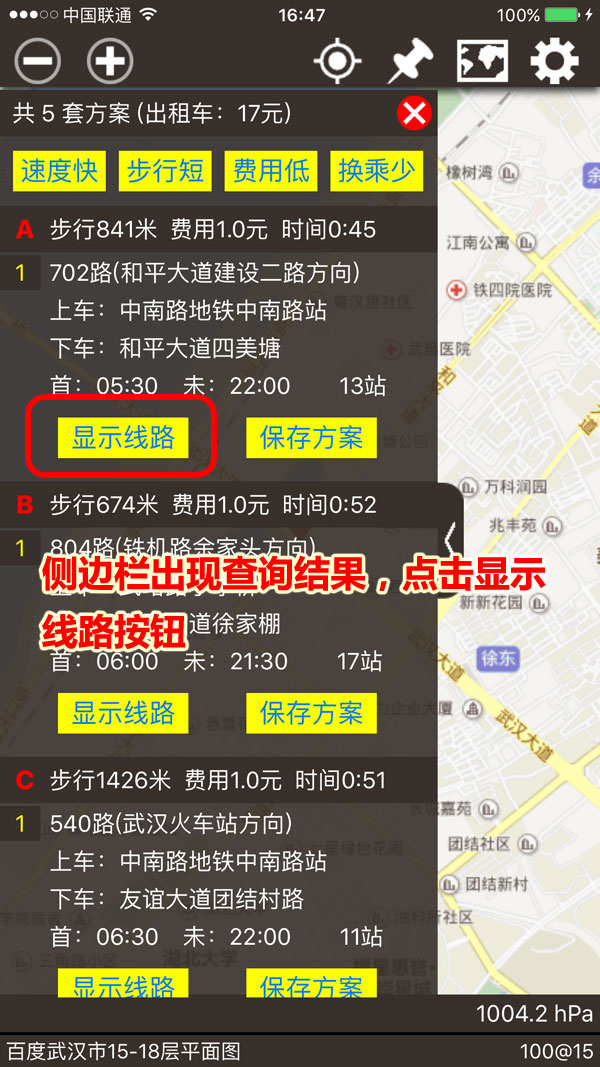 中国联通
16:47
100%
共 5 套方案 (出租车：17元)
速度快 步行短 费用低 换乘少
橡树湾
余
A 步行841米 费用1.0元 时间0:45
江南公寓
1 702路(和平大道建设二路方向)
铁四院医院
上车：中南路地铁中南路站
粤汉里社区
下车：和平大道四美塘
武昌医院
和
首：05:30 未：22:00 13站
显示线路 保存方案
塘公园
道
万科润园
B 步行674米 费用1.0元 时间0:52
兆丰苑
1 804路(铁机路余家头方向)
侧边栏出现查询结果，点击显示
线路按钮
新新花园
道徐家棚
武汉大道
首：06:00 未：21:30 17站
徐东
显示线路 保存方案
力企业大厦
武汉大道
惠誉花
C 步行1426米 费用1.0元 时间0:51
长城嘉苑
1 540路(武汉火车站方向)
团结社区
七星绿色花园
上车：中南路地铁中南路站
团结新村
下车：友谊大道团结村路
学院宿舍
油料所社区
首：06:30 未：22:00 11站
三角路小区
湖北大学
显示线路 保存方案
1004.2 hPa
百度武汉市15-18层平面图
100@15